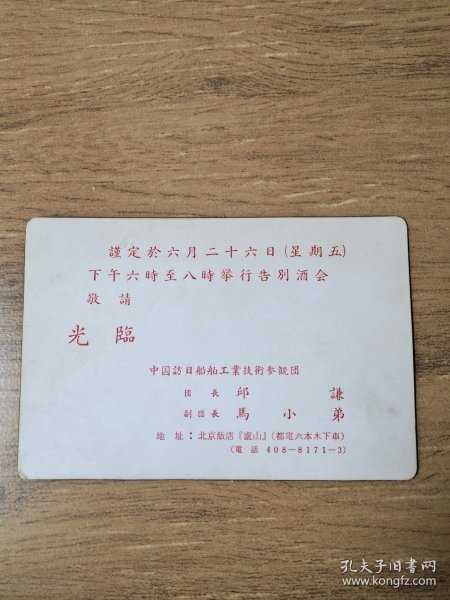 謹定於六月二十六日(星期五)
下午六時至八時挙行告別酒会
敬請
光臨
中国訪日船舶工業技術参観団
団長 邱謙
副団長 馬小弟
地址：北京飯店『盧山』(都電六本木下車)
(電話 408-8171-3)
孔夫子旧书网
www.kongfz.com